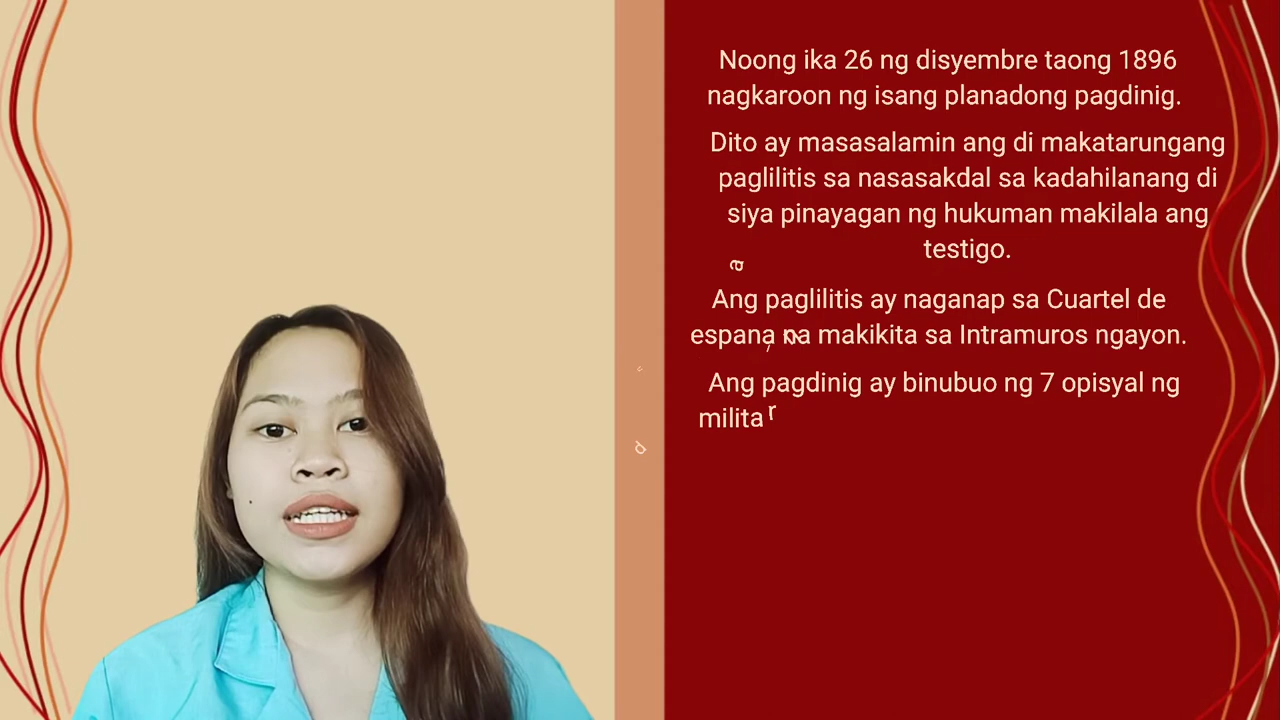 Noong ika 26 ng disyembre taong 1896
nagkaroon ng isang planadong pagdinig.
Dito ay masasalamin ang di makatarungang
paglilitis sa nasasakdal sa kadahilanang di
siya pinayagan ng hukuman makilala ang
testigo.
Ang paglilitis ay naganap sa Cuartel de
espana na makikita sa Intramuros ngayon.
Ang pagdinig ay binubuo ng 7 opisyal ng
militar